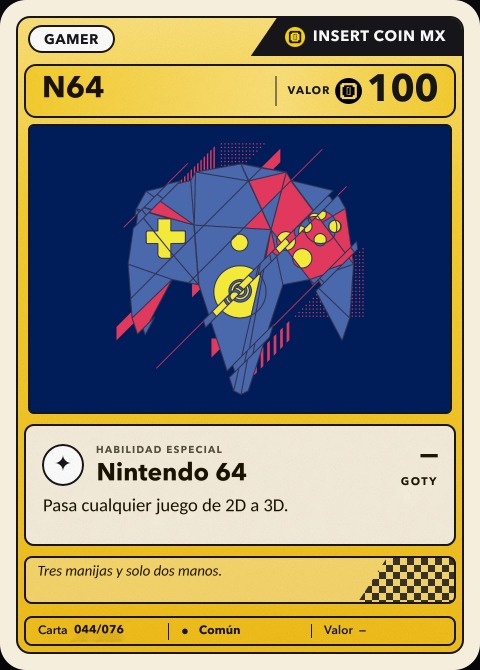 GAMER
INSERT COIN MX
N64
VALOR 100
HABILIDAD ESPECIAL
Nintendo 64
—
GOTY
Pasa cualquier juego de 2D a 3D.
Tres manijas y solo dos manos.
Carta 044/076 • Común Valor –